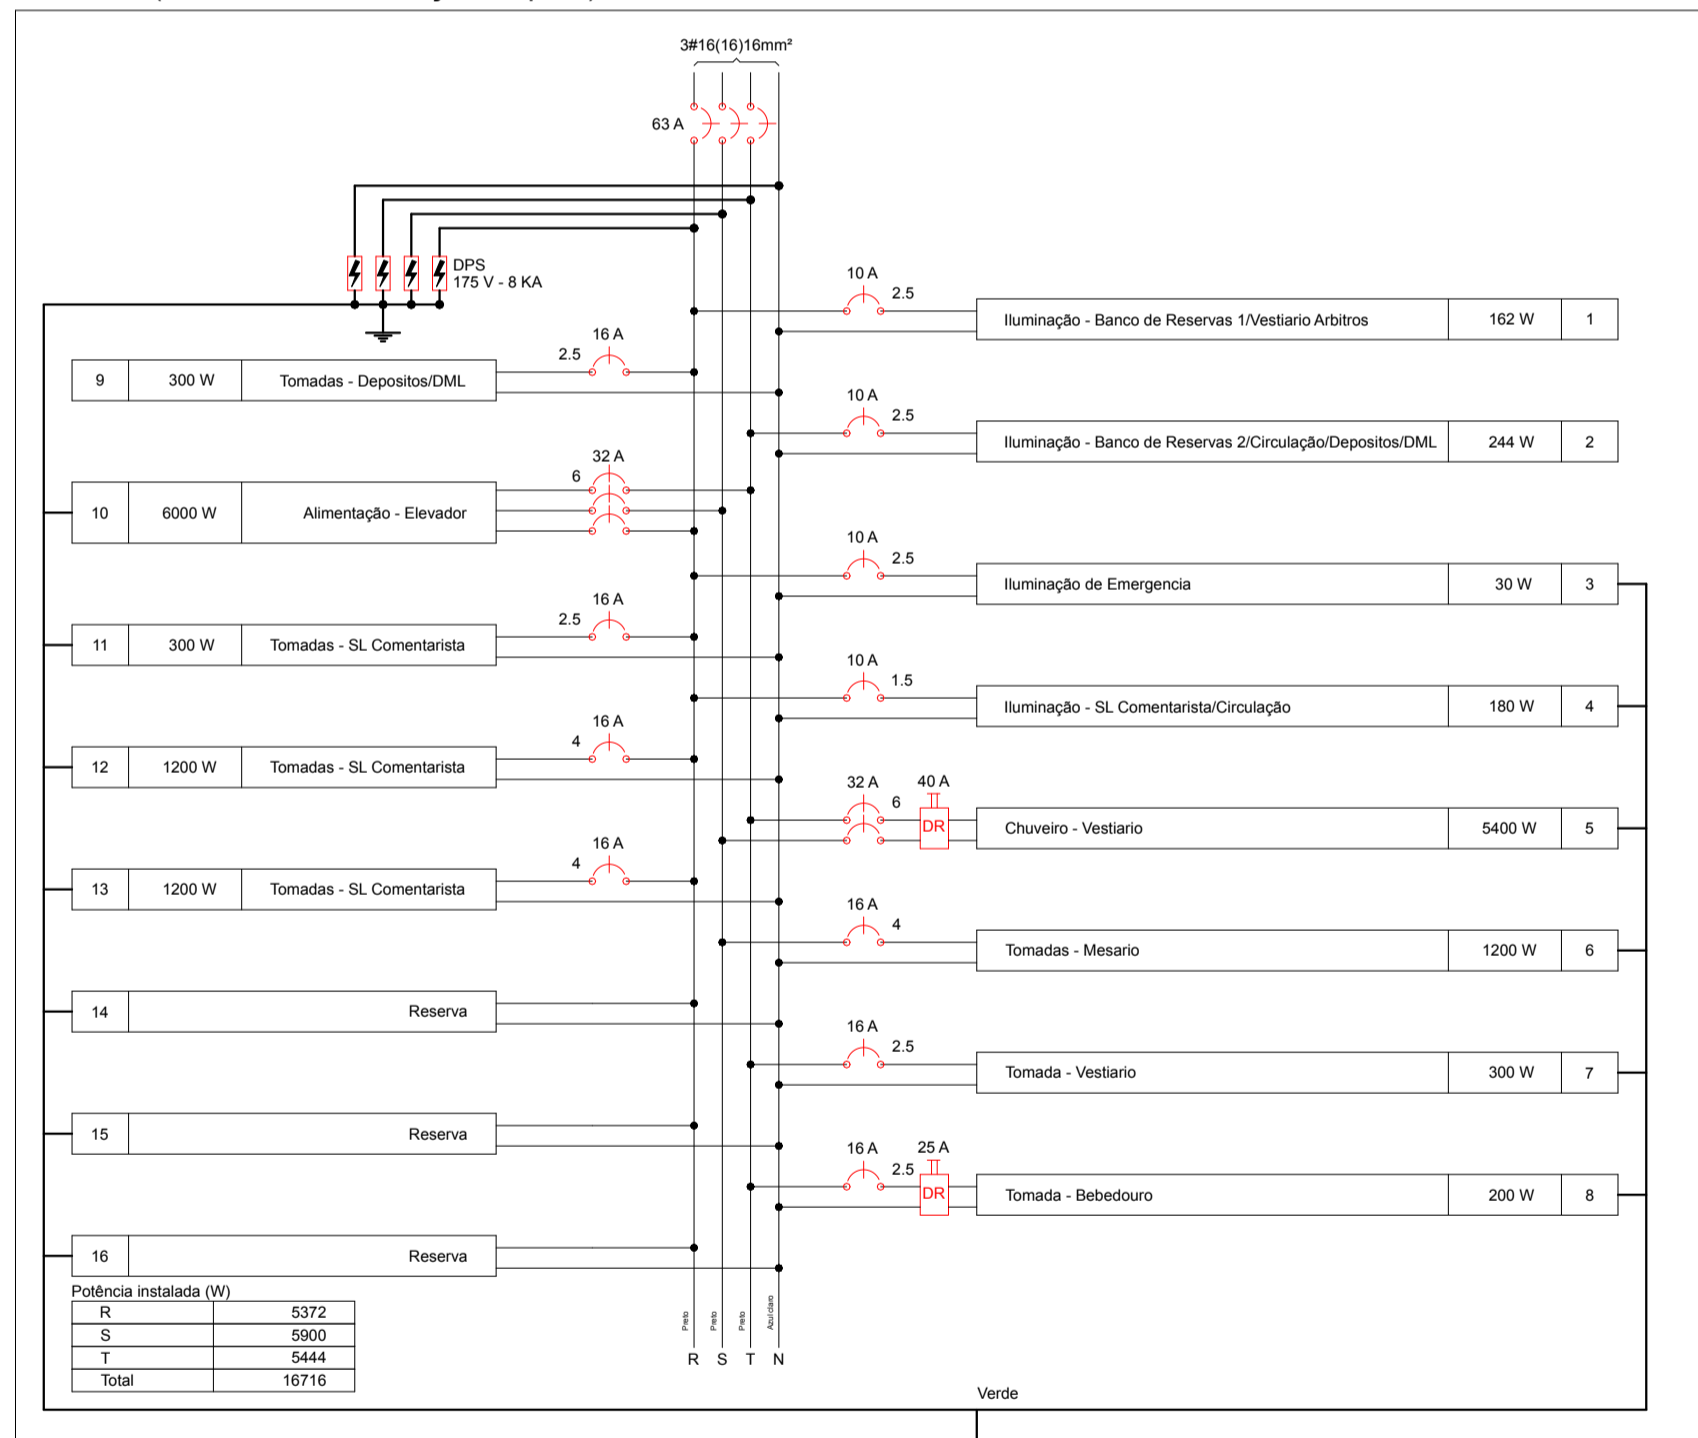 3#16(16)16mm²
63 A
DPS
175 V - 8 KA
10 A
2.5
Iluminação - Banco de Reservas 1/Vestiario Arbitros 162 W 1
16 A
2.5
9 300 W Tomadas - Depositos/DML
10 A
2.5
Iluminação - Banco de Reservas 2/Circulação/Depositos/DML 244 W 2
32 A
6
10 6000 W Alimentação - Elevador
10 A
2.5
Iluminação de Emergencia 30 W 3
16 A
2.5
11 300 W Tomadas - SL Comentarista
10 A
1.5
Iluminação - SL Comentarista/Circulação 180 W 4
16 A
4
12 1200 W Tomadas - SL Comentarista
32 A
6
40 A
DR
Chuveiro - Vestiario 5400 W 5
16 A
4
13 1200 W Tomadas - SL Comentarista
16 A
4
Tomadas - Mesario 1200 W 6
14 Reserva
16 A
2.5
Tomada - Vestiario 300 W 7
15 Reserva
16 A
2.5
25 A
DR
Tomada - Bebedouro 200 W 8
16 Reserva
Potência instalada (W)
R 5372
S 5900
T 5444
Total 16716
Preto
Preto
Preto
Azul claro
R S T N
Verde